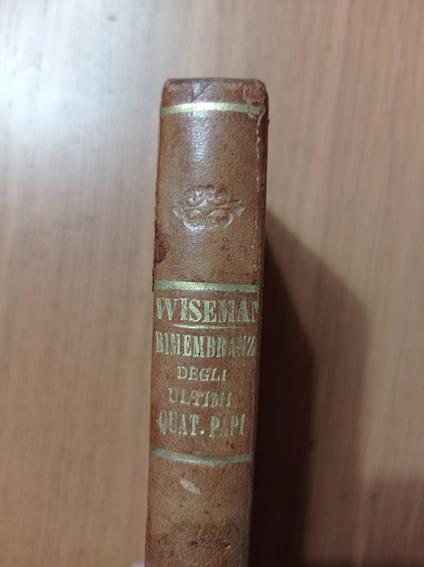 WISEMAN
RIMEMBRANZ
DEGLI
ULTIMI
QUAT. PAPI